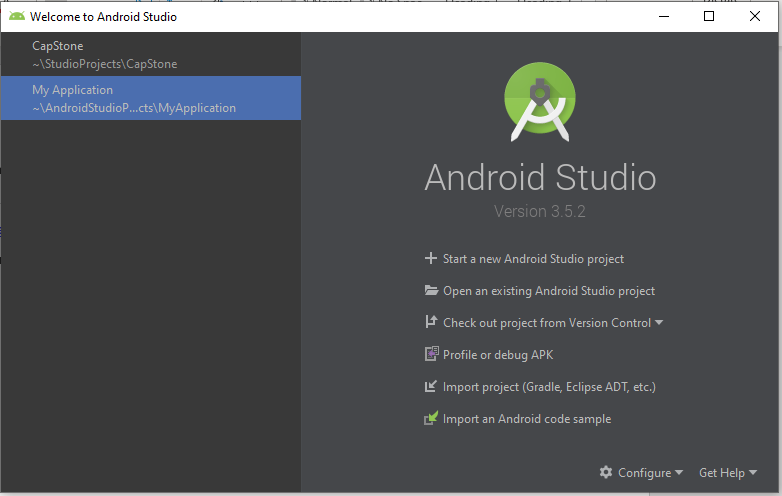 Welcome to Android Studio
CapStone
~\StudioProjects\CapStone
My Application
~\AndroidStudioP...cts\MyApplication
Android Studio
Version 3.5.2
Start a new Android Studio project
Open an existing Android Studio project
Check out project from Version Control
Profile or debug APK
Import project (Gradle, Eclipse ADT, etc.)
Import an Android code sample
Configure Get Help